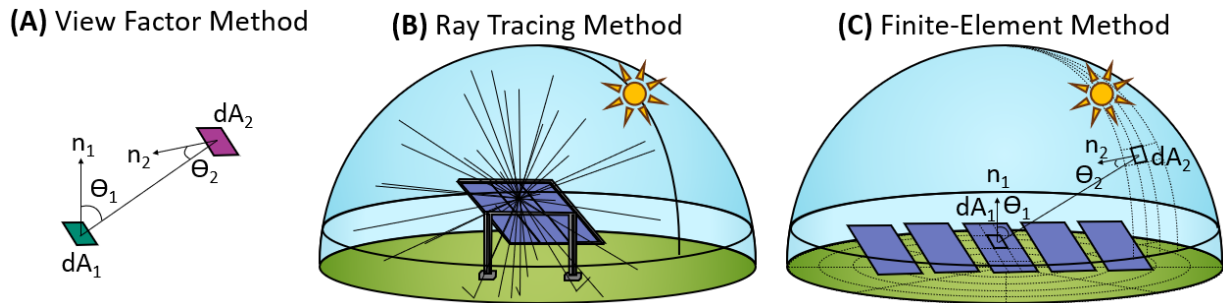 (A) View Factor Method
dA₂
n₁
n₂
Θ₂
Θ₁
dA₁
(B) Ray Tracing Method
(C) Finite-Element Method
n₂
dA₂
Θ₂
n₁
dA₁
Θ₁